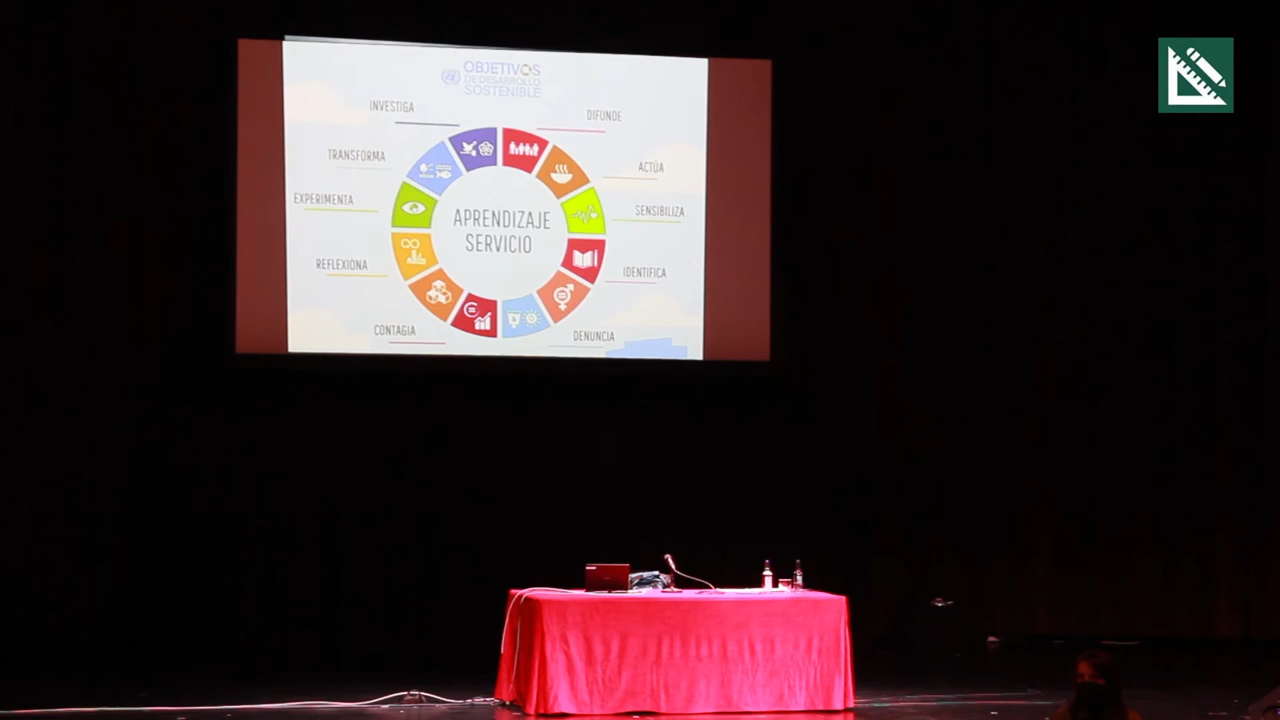 OBJETIVOS
DE DESARROLLO
SOSTENIBLE
INVESTIGA
DIFUNDE
TRANSFORMA
ACTÚA
EXPERIMENTA
SENSIBILIZA
APRENDIZAJE
SERVICIO
REFLEXIONA
IDENTIFICA
CONTAGIA
DENUNCIA